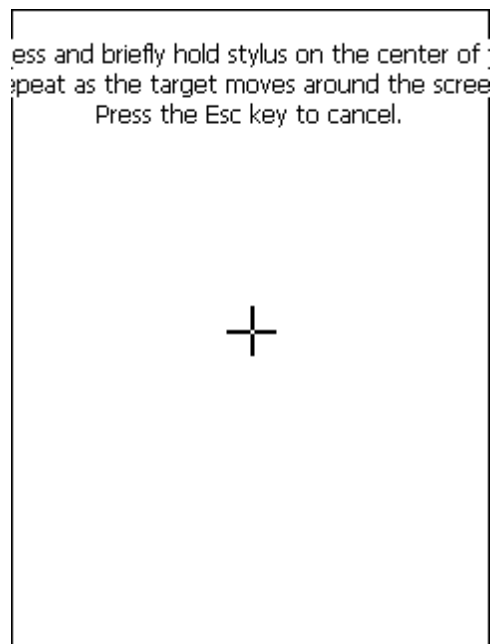 ess and briefly hold stylus on the center of
epeat as the target moves around the scree
Press the Esc key to cancel.